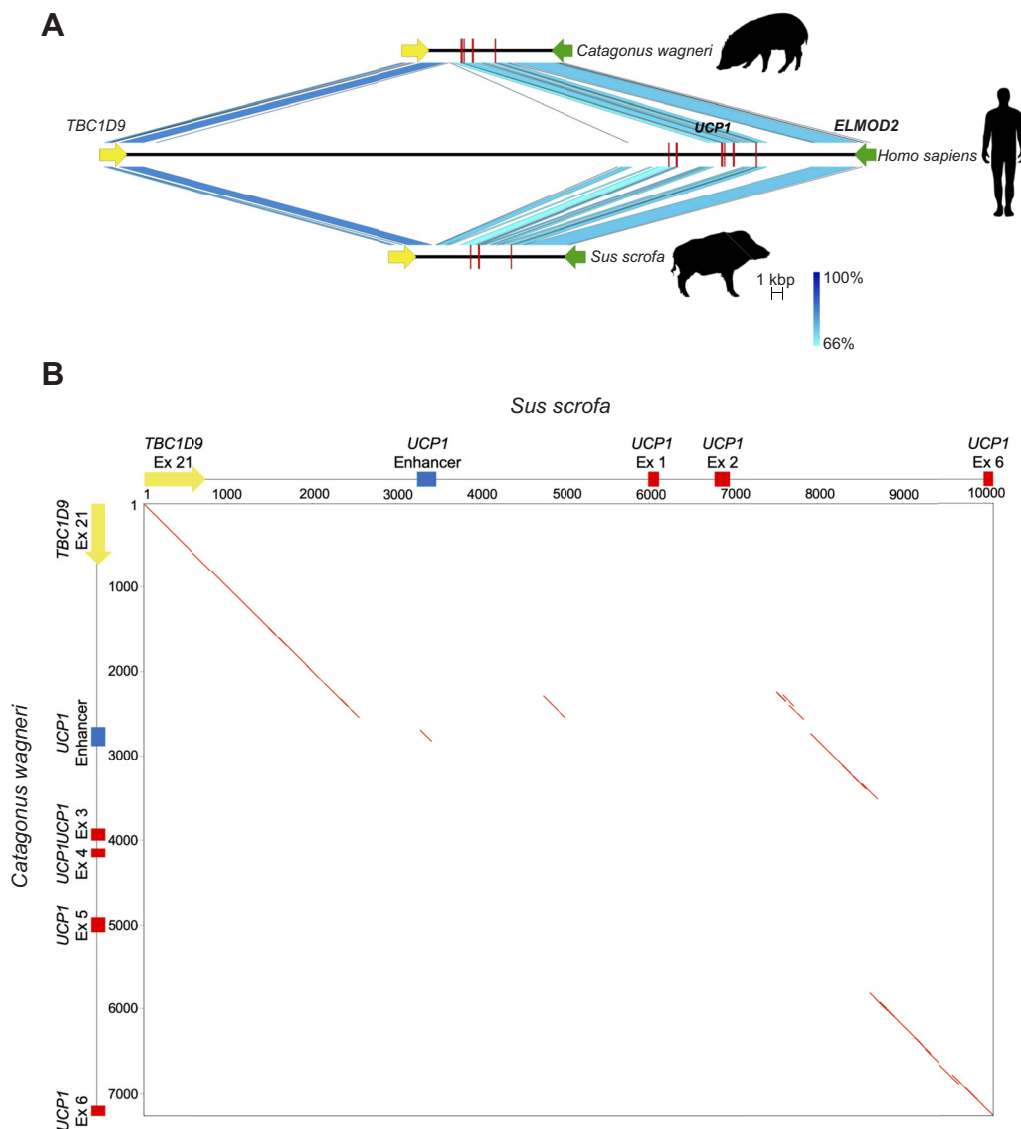 A
Catagonus wagneri
TBC1D9
UCP1
ELMOD2
Homo sapiens
Sus scrofa
1 kbp
100%
66%
B
Sus scrofa
TBC1D9
Ex 21
UCP1
Enhancer
UCP1
Ex 1
UCP1
Ex 2
UCP1
Ex 6
1 1000 2000 3000 4000 5000 6000 7000 8000 9000 10000
Catagonus wagneri
TBC1D9
Ex 21
UCP1
Enhancer
UCP1
Ex 3
UCP1
Ex 4
UCP1
Ex 5
UCP1
Ex 6
1
1000
2000
3000
4000
5000
6000
7000